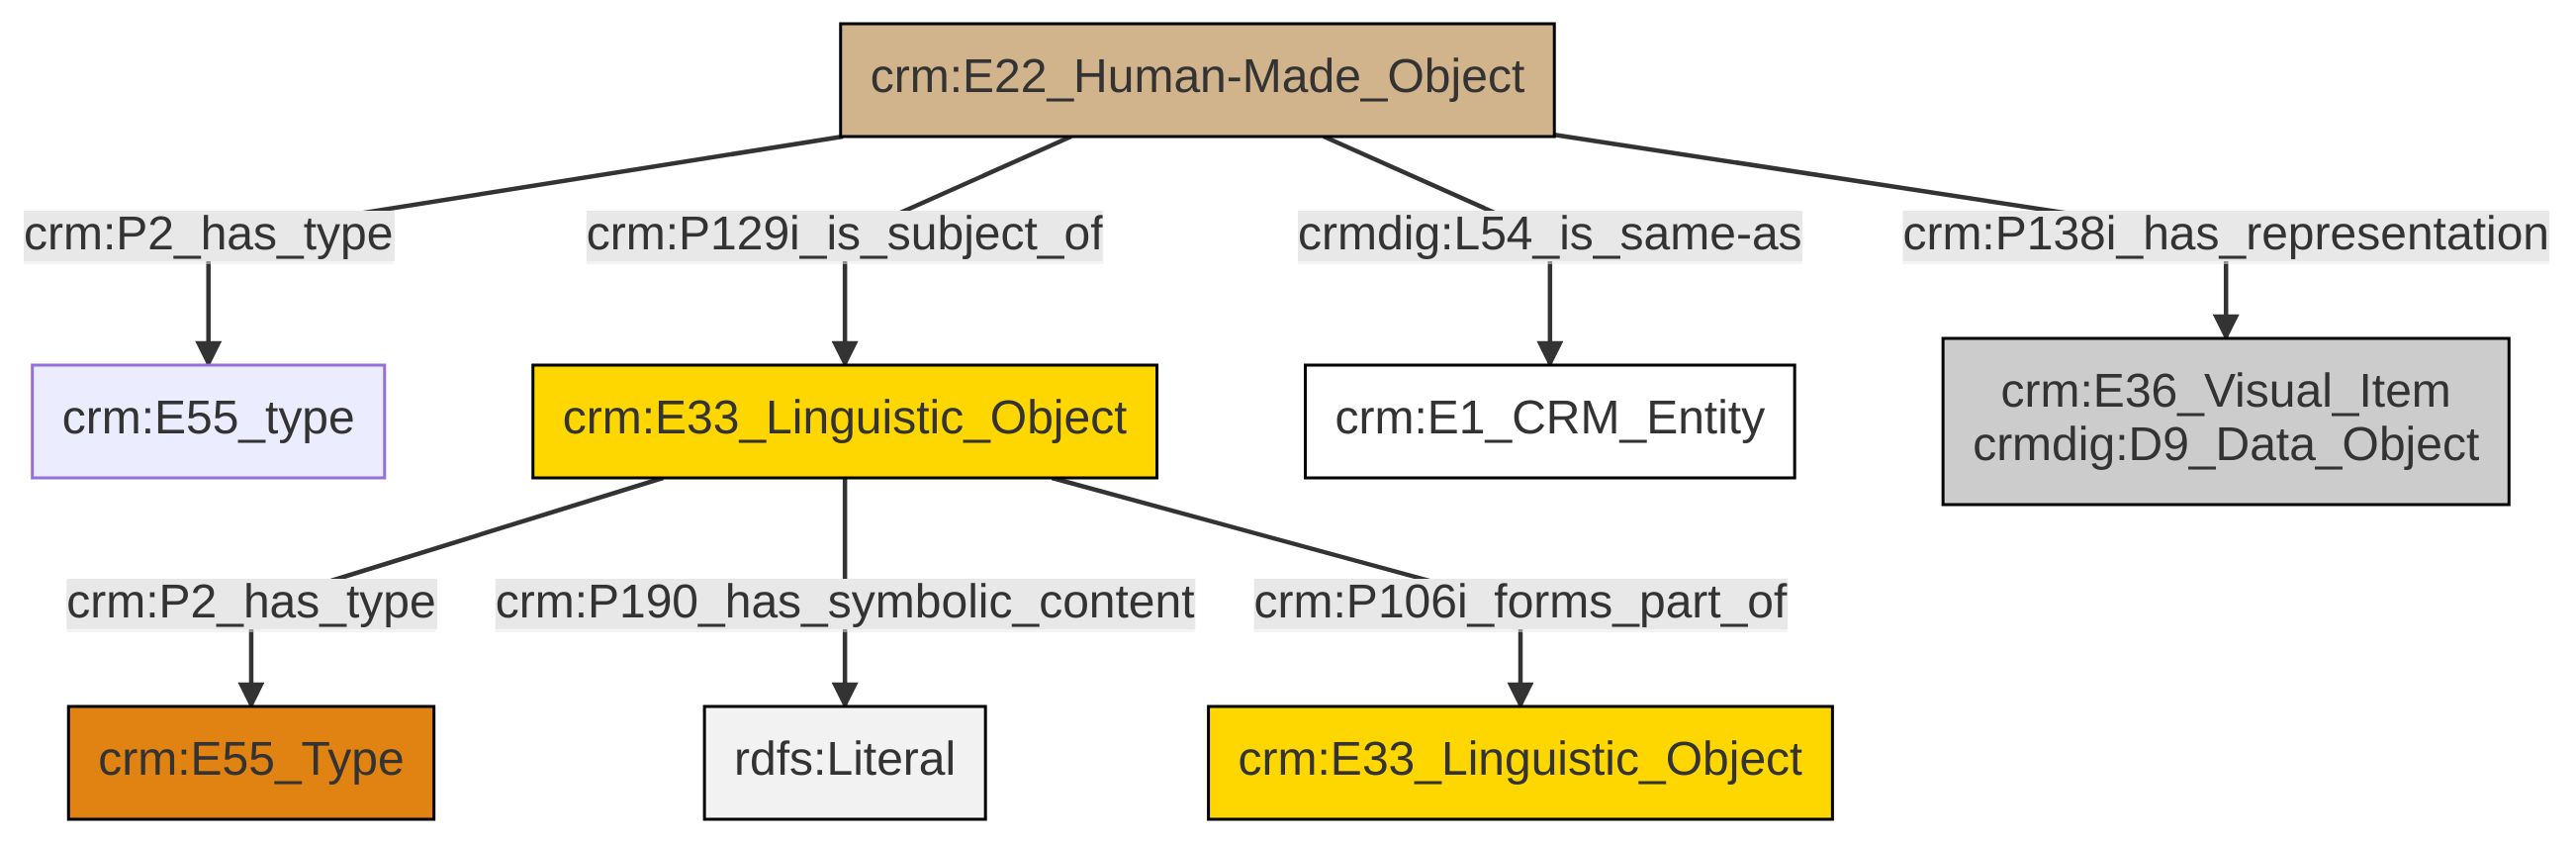 crm:E22_Human-Made_Object
crm:P2_has_type
crm:P129i_is_subject_of
crmdig:L54_is_same-as
crm:P138i_has_representation
crm:E55_type
crm:E33_Linguistic_Object
crm:E1_CRM_Entity
crm:E36_Visual_Item
crmdig:D9_Data_Object
crm:P2_has_type
crm:P190_has_symbolic_content
crm:P106i_forms_part_of
crm:E55_Type
rdfs:Literal
crm:E33_Linguistic_Object